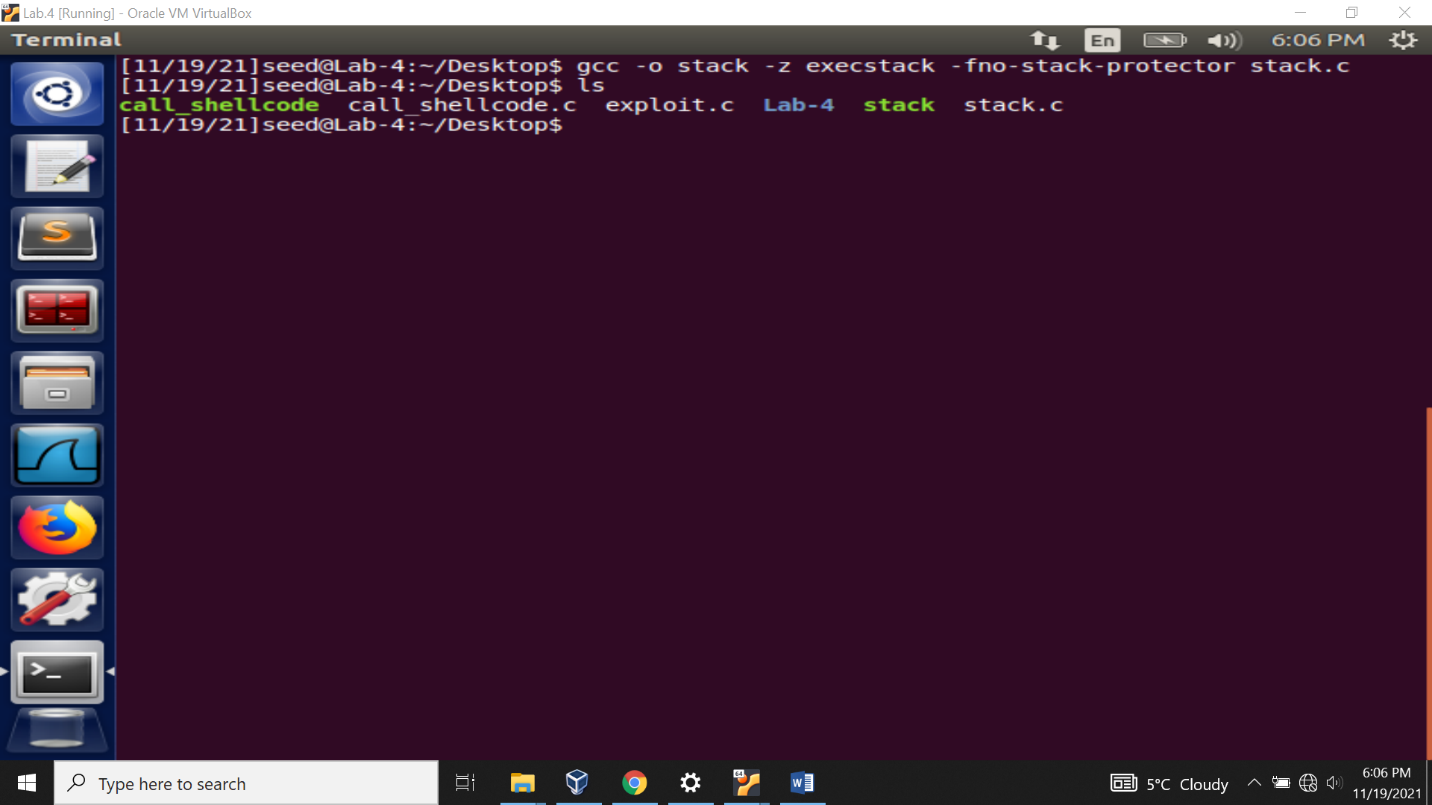 Lab.4 [Running] - Oracle VM VirtualBox
Terminal En 6:06 PM
[11/19/21]seed@Lab-4:~/Desktop$ gcc -o stack -z execstack -fno-stack-protector stack.c
[11/19/21]seed@Lab-4:~/Desktop$ ls
call_shellcode call_shellcode.c exploit.c Lab-4 stack stack.c
[11/19/21]seed@Lab-4:~/Desktop$
S
>_
Type here to search 64 W 5°C Cloudy 6:06 PM
11/19/2021